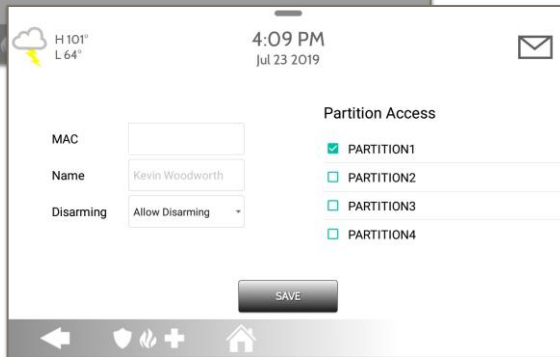 H 101°
L 64°
4:09 PM
Jul 23 2019
Partition Access
MAC
PARTITION1
Name
Kevin Woodworth
PARTITION2
Disarming
Allow Disarming
PARTITION3
PARTITION4
SAVE